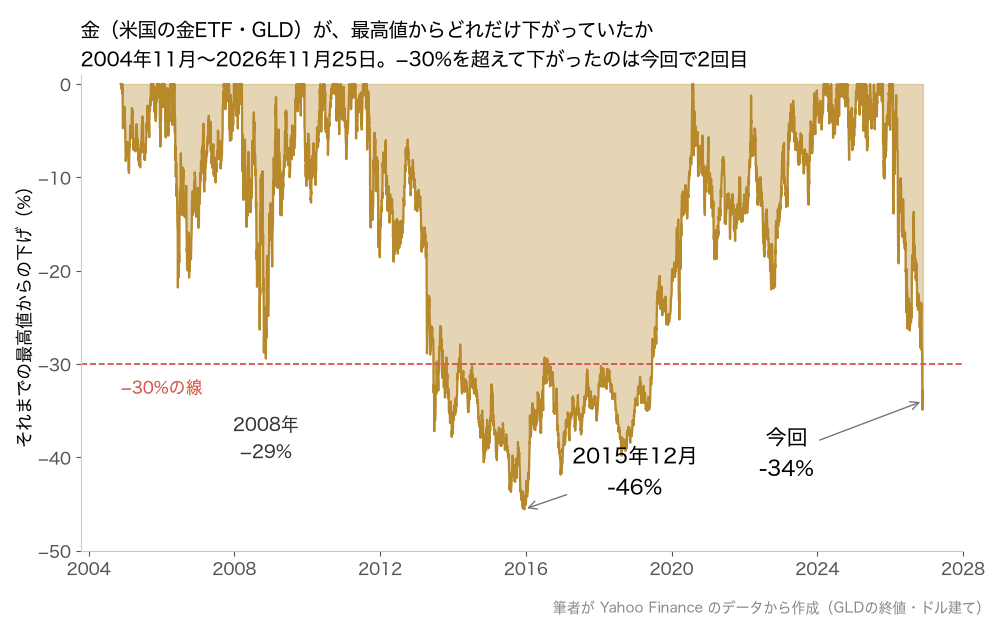 金（米国の金ETF・GLD）が、最高値からどれだけ下がっていたか
2004年11月〜2026年11月25日。−30%を超えて下がったのは今回で2回目
それまでの最高値からの下げ（%）
0
−10
−20
−30
−40
−50
−30%の線
2008年
−29%
2015年12月
-46%
今回
-34%
2004
2008
2012
2016
2020
2024
2028
筆者が Yahoo Finance のデータから作成（GLDの終値・ドル建て）